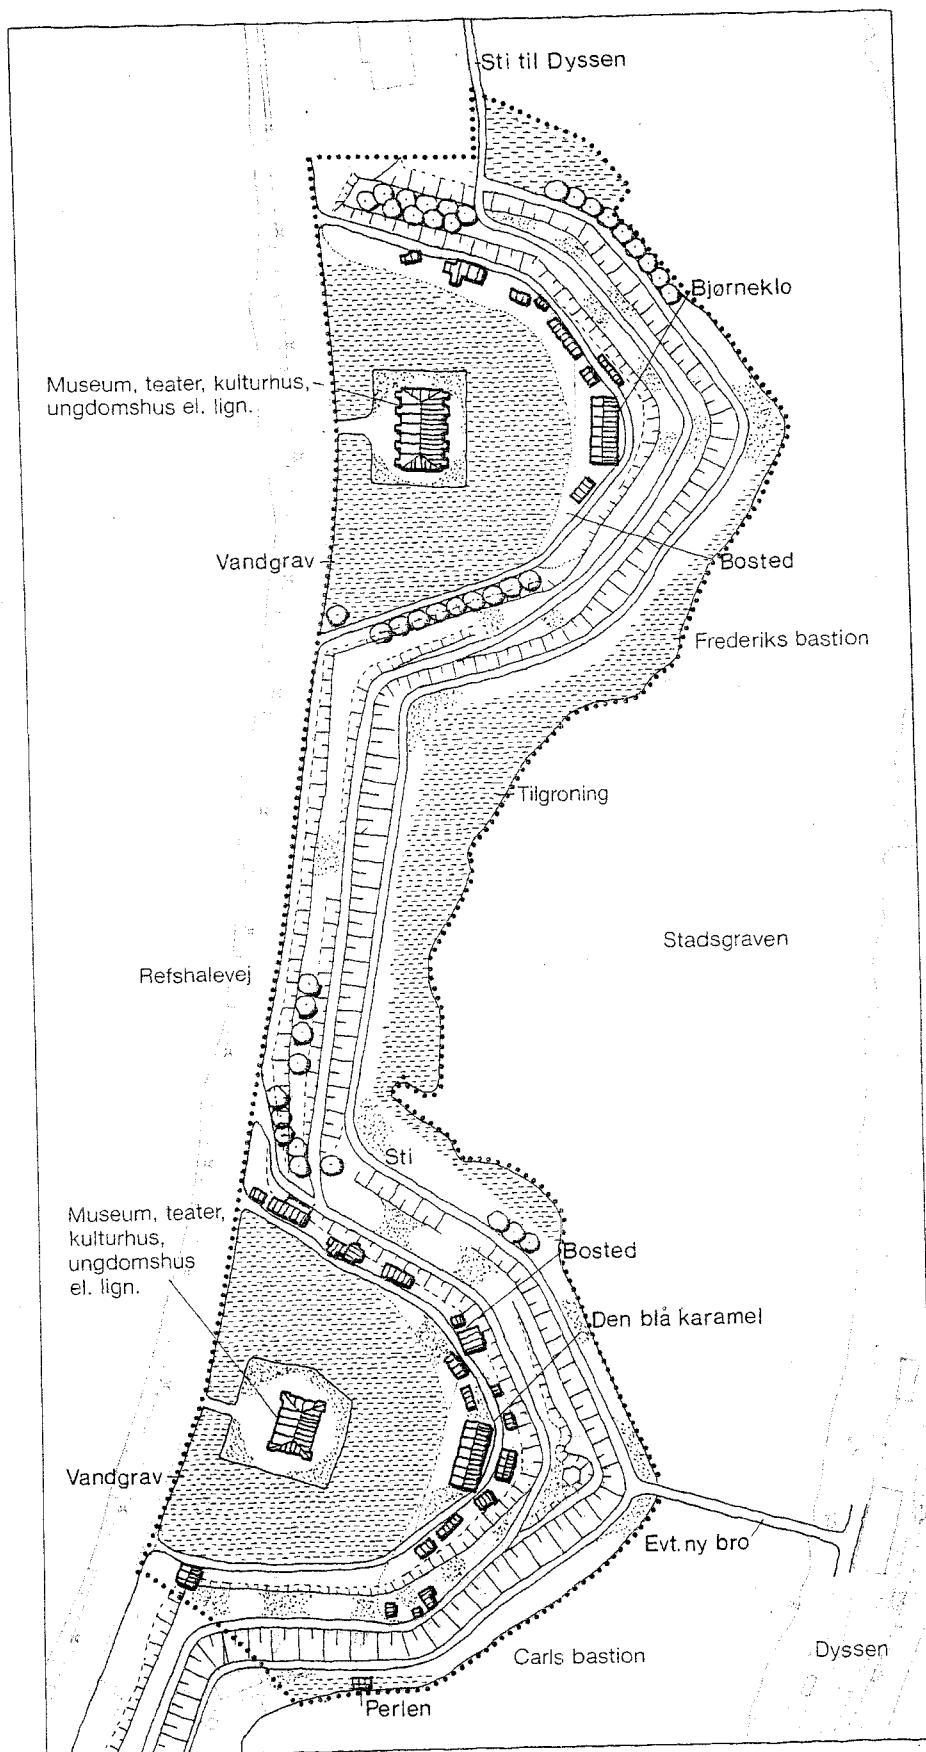 Sti til Dyssen
Bjørneklo
Museum, teater, kulturhus,
ungdomshus el. lign.
Vandgrav
Bosted
Frederiks bastion
Tilgroning
Stadsgraven
Refshalevej
Sti
Museum, teater,
kulturhus,
ungdomshus
el. lign.
Bosted
Den blå karamel
Vandgrav
Evt. ny bro
Carls bastion
Dyssen
Perlen